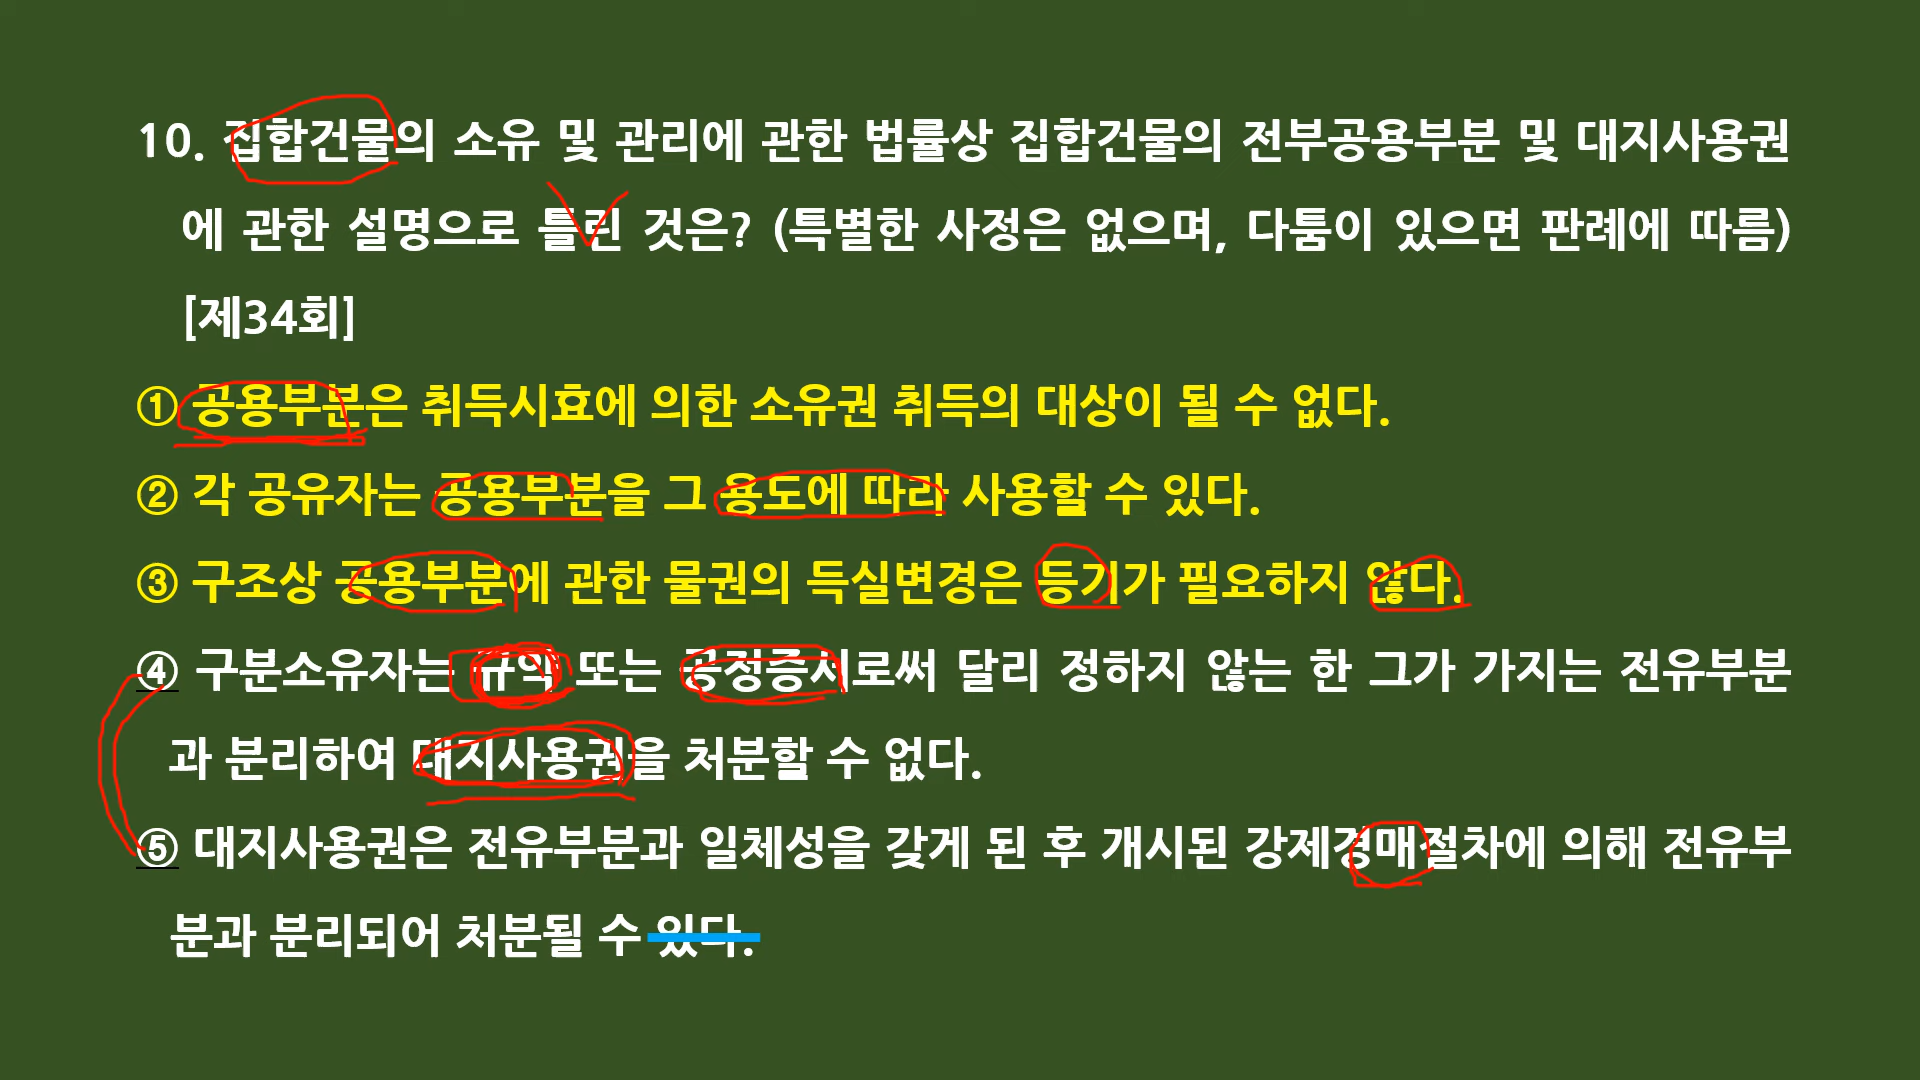 10. 집합건물의 소유 및 관리에 관한 법률상 집합건물의 전부공용부분 및 대지사용권
에 관한 설명으로 틀린 것은? (특별한 사정은 없으며, 다툼이 있으면 판례에 따름)
[제34회]
① 공용부분은 취득시효에 의한 소유권 취득의 대상이 될 수 없다.
② 각 공유자는 공용부분을 그 용도에 따라 사용할 수 있다.
③ 구조상 공용부분에 관한 물권의 득실변경은 등기가 필요하지 않다.
④ 구분소유자는 규약 또는 공정증서로써 달리 정하지 않는 한 그가 가지는 전유부분
과 분리하여 대지사용권을 처분할 수 없다.
⑤ 대지사용권은 전유부분과 일체성을 갖게 된 후 개시된 강제경매절차에 의해 전유부
분과 분리되어 처분될 수 있다.